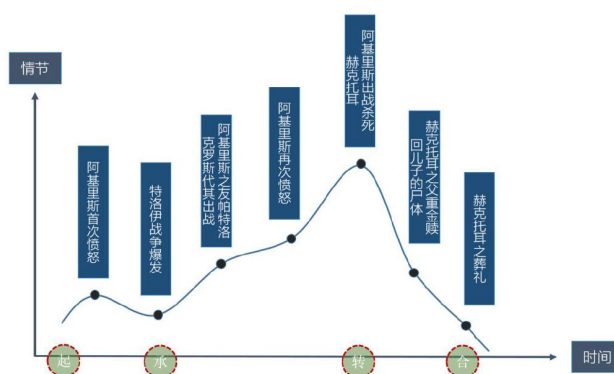 情节
阿基里斯首次愤怒
特洛伊战争爆发
阿基里斯之友帕特洛
克罗斯代其出战
阿基里斯再次愤怒
阿基里斯出战杀死
赫克托耳
赫克托耳之父重金赎
回儿子的尸体
赫克托耳之葬礼
起
承
转
合
时间